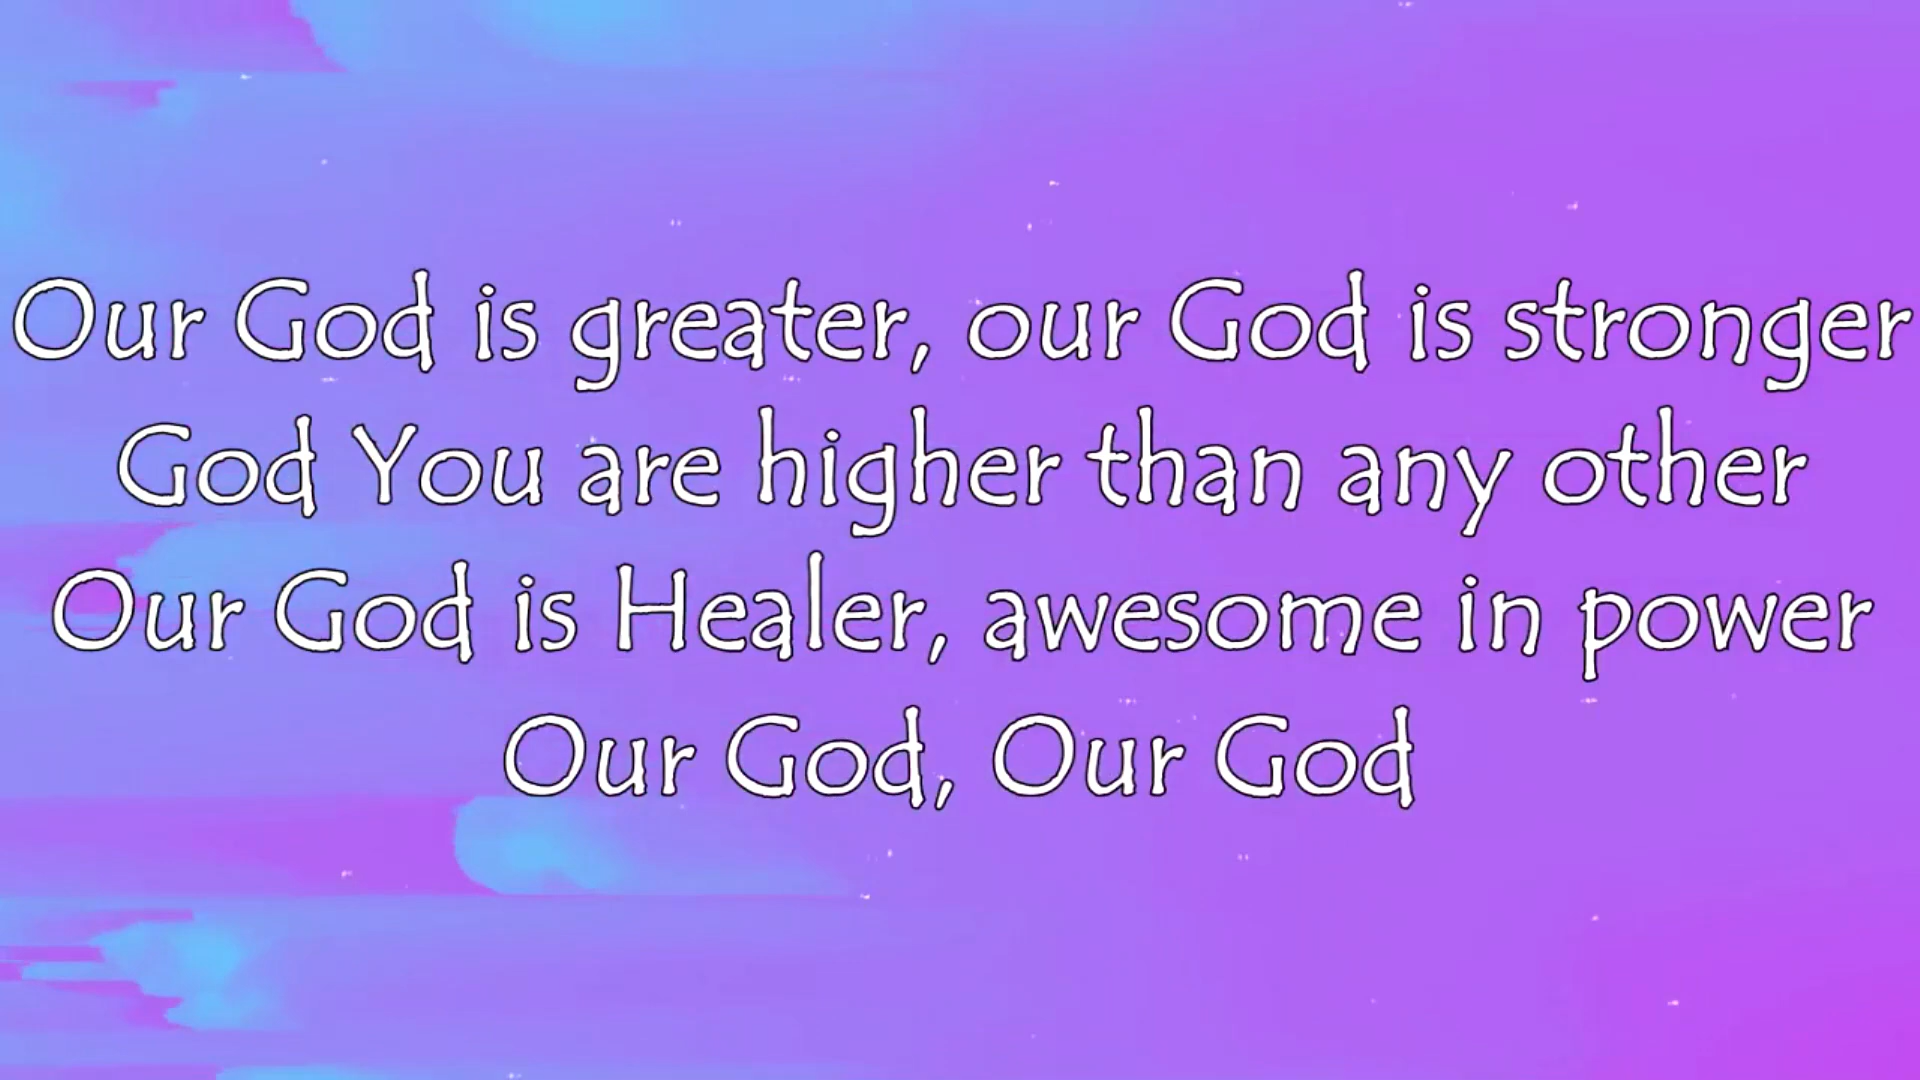 Our God is greater, our God is stronger
God You are higher than any other
Our God is Healer, awesome in power
Our God, Our God